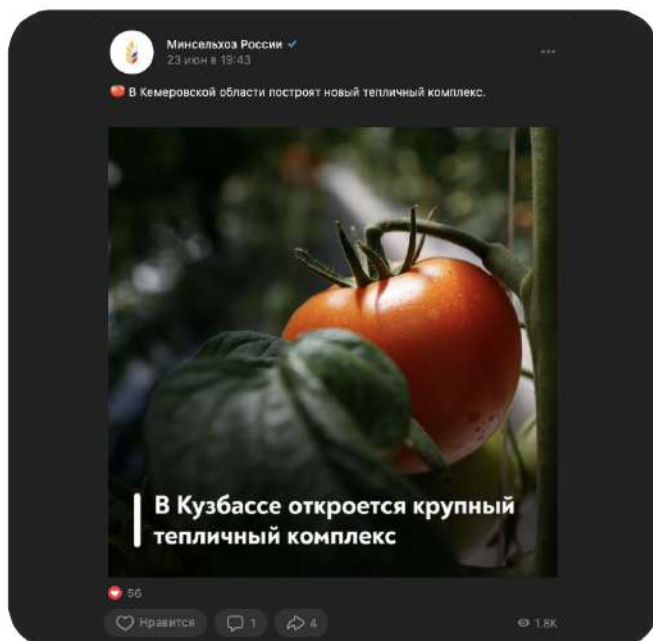 Минсельхоз России
23 июн в 19:43
В Кемеровской области построят новый тепличный комплекс.
В Кузбассе откроется крупный
тепличный комплекс
56
Нравится 1 4 1.8K